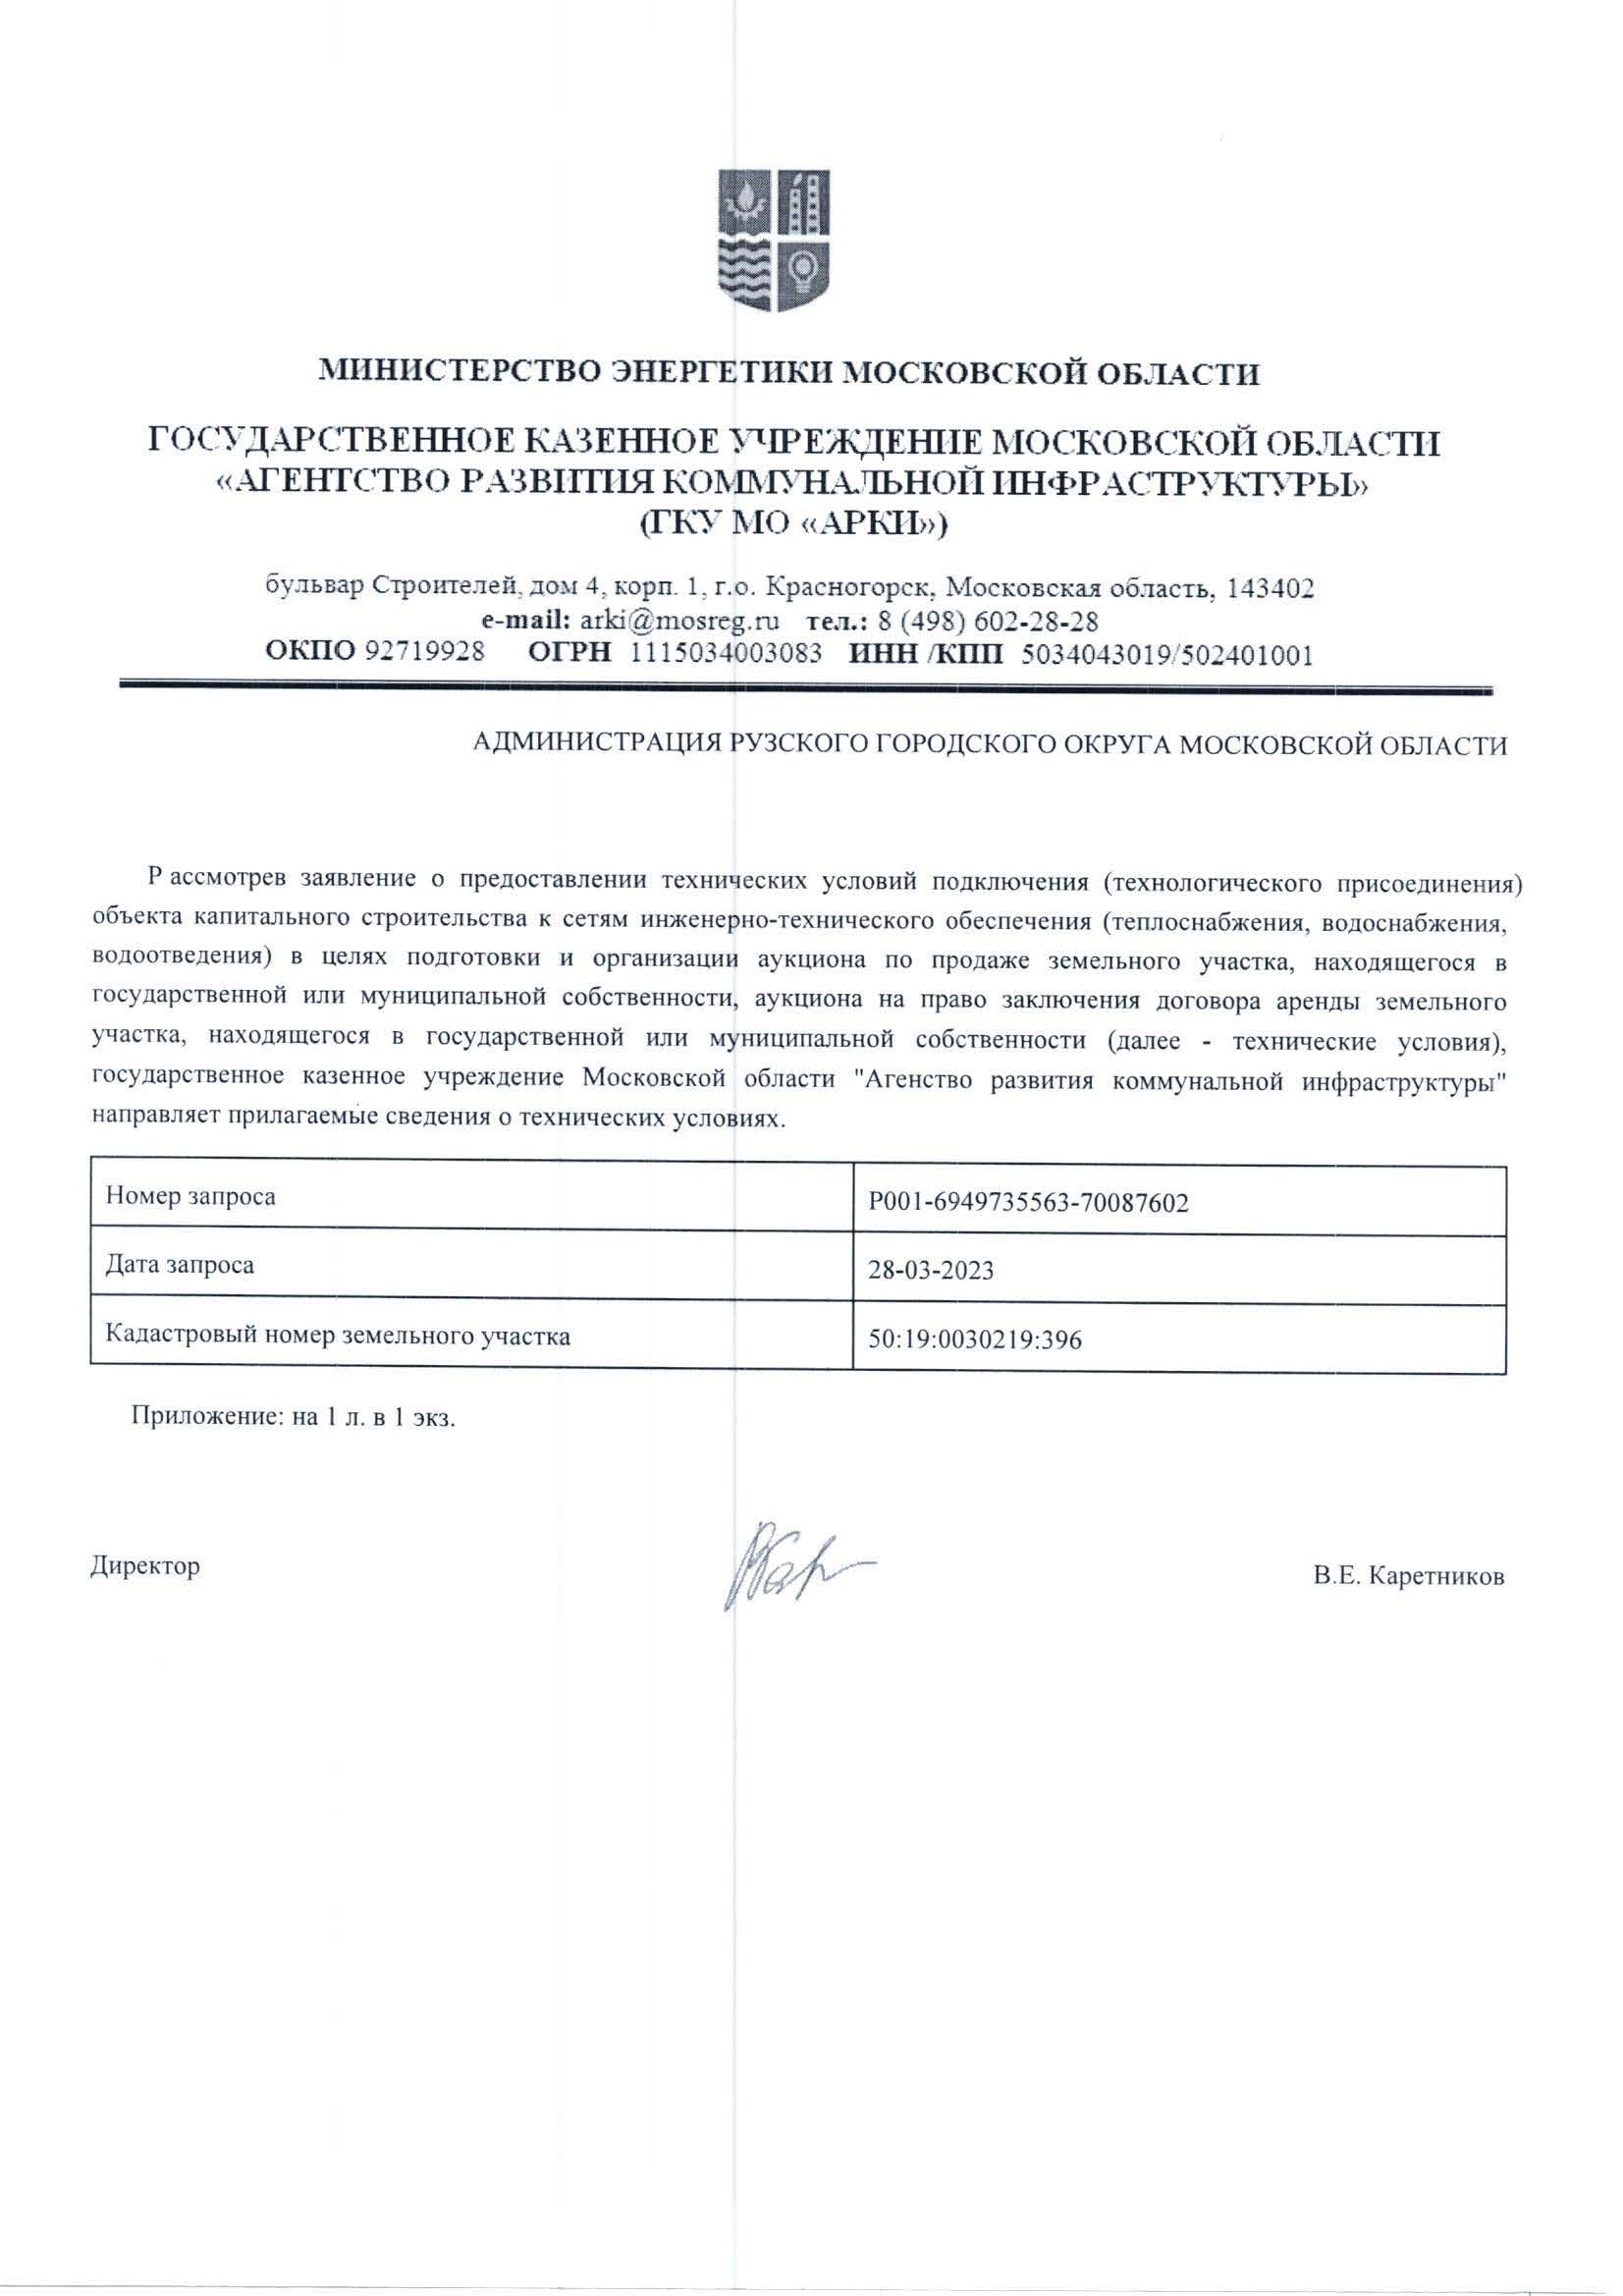 МИНИСТЕРСТВО ЭНЕРГЕТИКИ МОСКОВСКОЙ ОБЛАСТИ
ГОСУДАРСТВЕННОЕ КАЗЕННОЕ УЧРЕЖДЕНИЕ МОСКОВСКОЙ ОБЛАСТИ
«АГЕНТСТВО РАЗВИТИЯ КОММУНАЛЬНОЙ ИНФРАСТРУКТУРЫ»
(ГКУ МО «АРКИ»)
бульвар Строителей, дом 4, корп. 1, г.о. Красногорск, Московская область, 143402
e-mail: arki@mosreg.ru тел.: 8 (498) 602-28-28
ОКПО 92719928 ОГРН 1115034003083 ИНН /КПП 5034043019/502401001
АДМИНИСТРАЦИЯ РУЗСКОГО ГОРОДСКОГО ОКРУГА МОСКОВСКОЙ ОБЛАСТИ
Р ассмотрев заявление о предоставлении технических условий подключения (технологического присоединения)
объекта капитального строительства к сетям инженерно-технического обеспечения (теплоснабжения, водоснабжения,
водоотведения) в целях подготовки и организации аукциона по продаже земельного участка, находящегося в
государственной или муниципальной собственности, аукциона на право заключения договора аренды земельного
участка, находящегося в государственной или муниципальной собственности (далее - технические условия),
государственное казенное учреждение Московской области "Агенство развития коммунальной инфраструктуры"
направляет прилагаемые сведения о технических условиях.
Номер запроса P001-6949735563-70087602
Дата запроса 28-03-2023
Кадастровый номер земельного участка 50:19:0030219:396
Приложение: на 1 л. в 1 экз.
Директор В.Е. Каретников